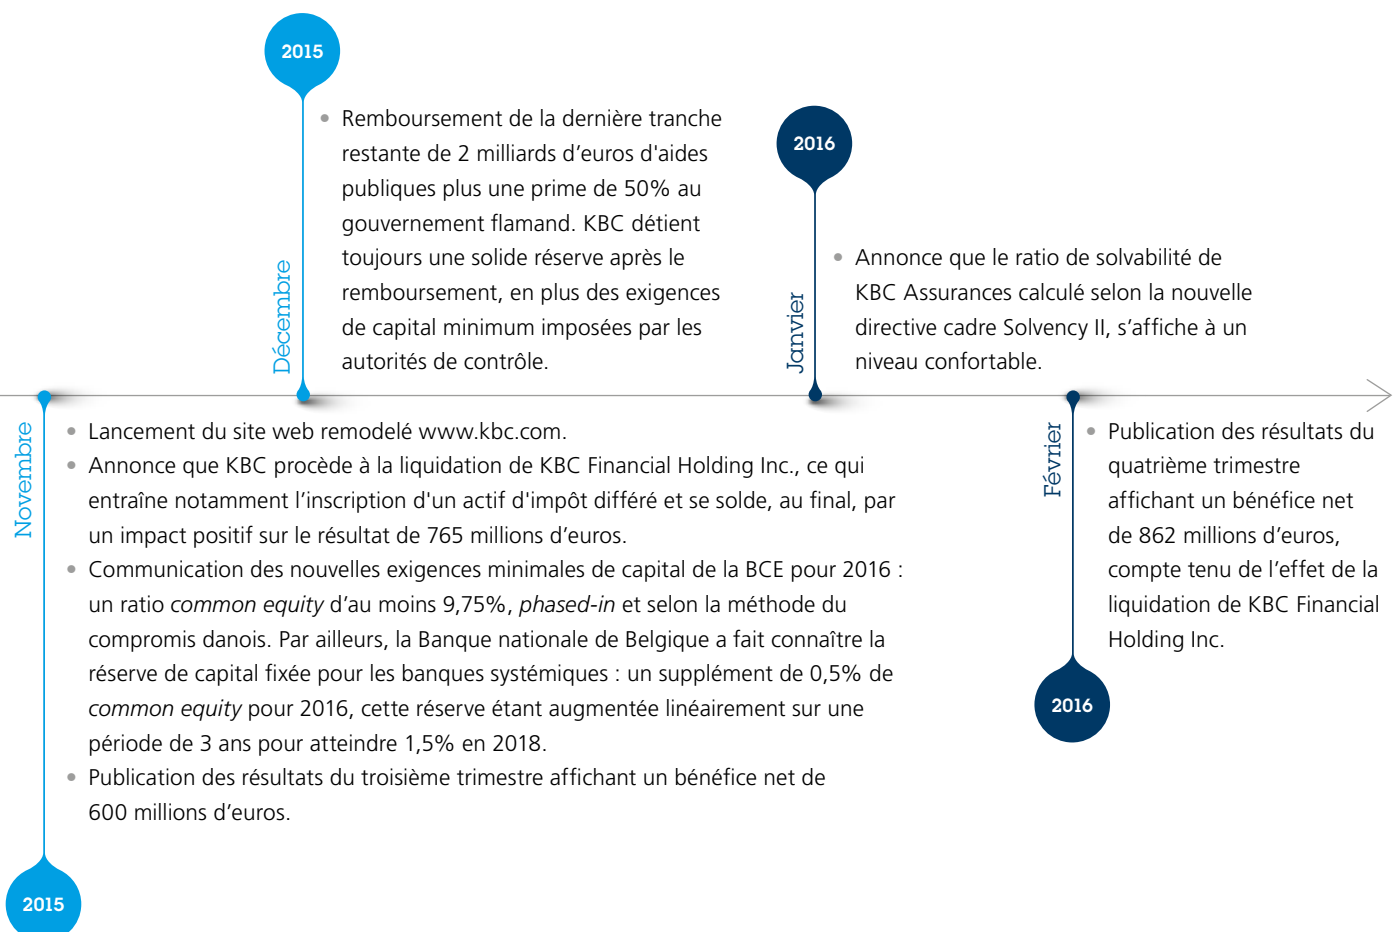 2015
Décembre
• Remboursement de la dernière tranche
restante de 2 milliards d’euros d'aides
publiques plus une prime de 50% au
gouvernement flamand. KBC détient
toujours une solide réserve après le
remboursement, en plus des exigences
de capital minimum imposées par les
autorités de contrôle.
2016
Janvier
• Annonce que le ratio de solvabilité de
KBC Assurances calculé selon la nouvelle
directive cadre Solvency II, s’affiche à un
niveau confortable.
Novembre
• Lancement du site web remodelé www.kbc.com.
• Annonce que KBC procède à la liquidation de KBC Financial Holding Inc., ce qui
entraîne notamment l’inscription d'un actif d'impôt différé et se solde, au final, par
un impact positif sur le résultat de 765 millions d’euros.
• Communication des nouvelles exigences minimales de capital de la BCE pour 2016 :
un ratio common equity d’au moins 9,75%, phased-in et selon la méthode du
compromis danois. Par ailleurs, la Banque nationale de Belgique a fait connaître la
réserve de capital fixée pour les banques systémiques : un supplément de 0,5% de
common equity pour 2016, cette réserve étant augmentée linéairement sur une
période de 3 ans pour atteindre 1,5% en 2018.
• Publication des résultats du troisième trimestre affichant un bénéfice net de
600 millions d’euros.
2015
Février
• Publication des résultats du
quatrième trimestre
affichant un bénéfice net
de 862 millions d’euros,
compte tenu de l’effet de la
liquidation de KBC Financial
Holding Inc.
2016